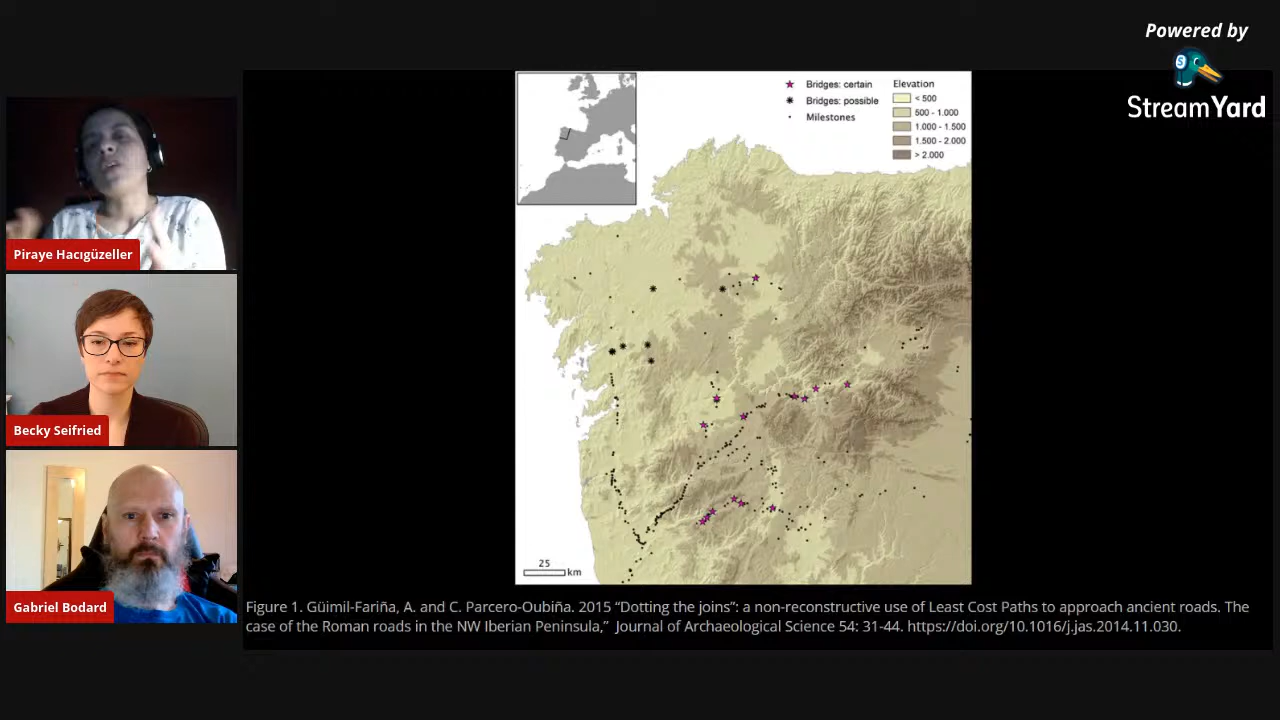 Powered by
StreamYard
Piraye Hacıgüzeller
Becky Seifried
Gabriel Bodard
Bridges: certain
Bridges: possible
Milestones
Elevation
< 500
500 - 1.000
1.000 - 1.500
1.500 - 2.000
> 2.000
25
km
Figure 1. Güimil-Fariña, A. and C. Parcero-Oubiña. 2015 “Dotting the joins”: a non-reconstructive use of Least Cost Paths to approach ancient roads. The
case of the Roman roads in the NW Iberian Peninsula,”  Journal of Archaeological Science 54: 31-44. https://doi.org/10.1016/j.jas.2014.11.030.